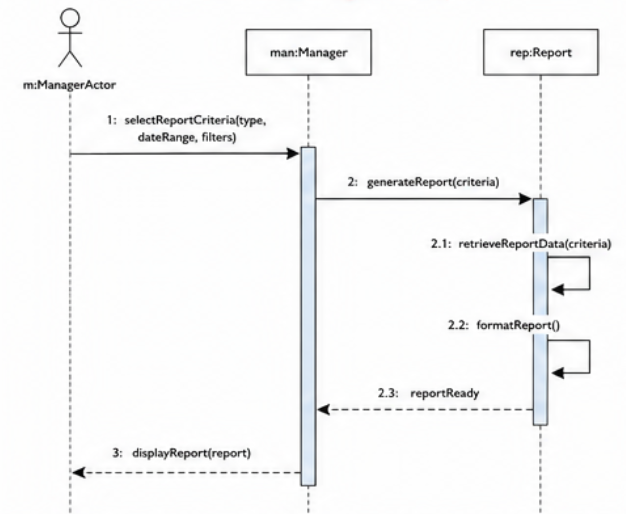 man:Manager
rep:Report
m:ManagerActor
1: selectReportCriteria(type,
dateRange, filters)
2: generateReport(criteria)
2.1: retrieveReportData(criteria)
2.2: formatReport()
2.3: reportReady
3: displayReport(report)